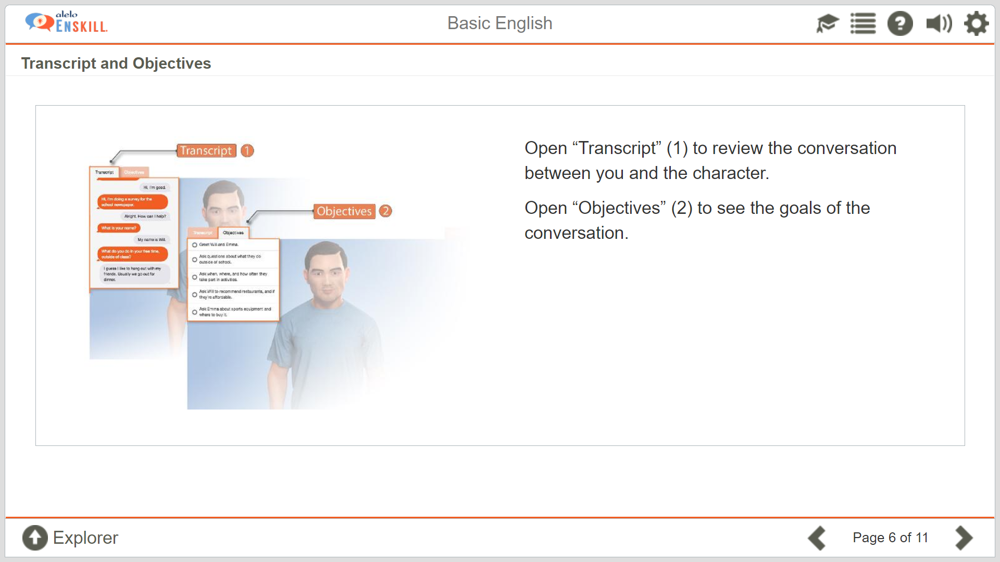 alelo
ENSKILL.
Basic English
Transcript and Objectives
Transcript 1
Transcript Objectives
Hi, I'm good.
Hi, I'm doing a survey for the
school newspaper.
Alright. How can I help?
What is your name?
My name is Will.
What do you do in your free time,
outside of class?
I guess I like to hang out with my
friends. Usually we go out for
dinner.
Objectives 2
Transcript Objectives
Greet Will and Emma.
Ask questions about what they do
outside of school.
Ask when, where, and how often they
take part in activities.
Ask Will to recommend restaurants, and if
they're affordable.
Ask Emma about sports equipment and
where to buy it.
Open “Transcript” (1) to review the conversation
between you and the character.
Open “Objectives” (2) to see the goals of the
conversation.
Explorer
Page 6 of 11